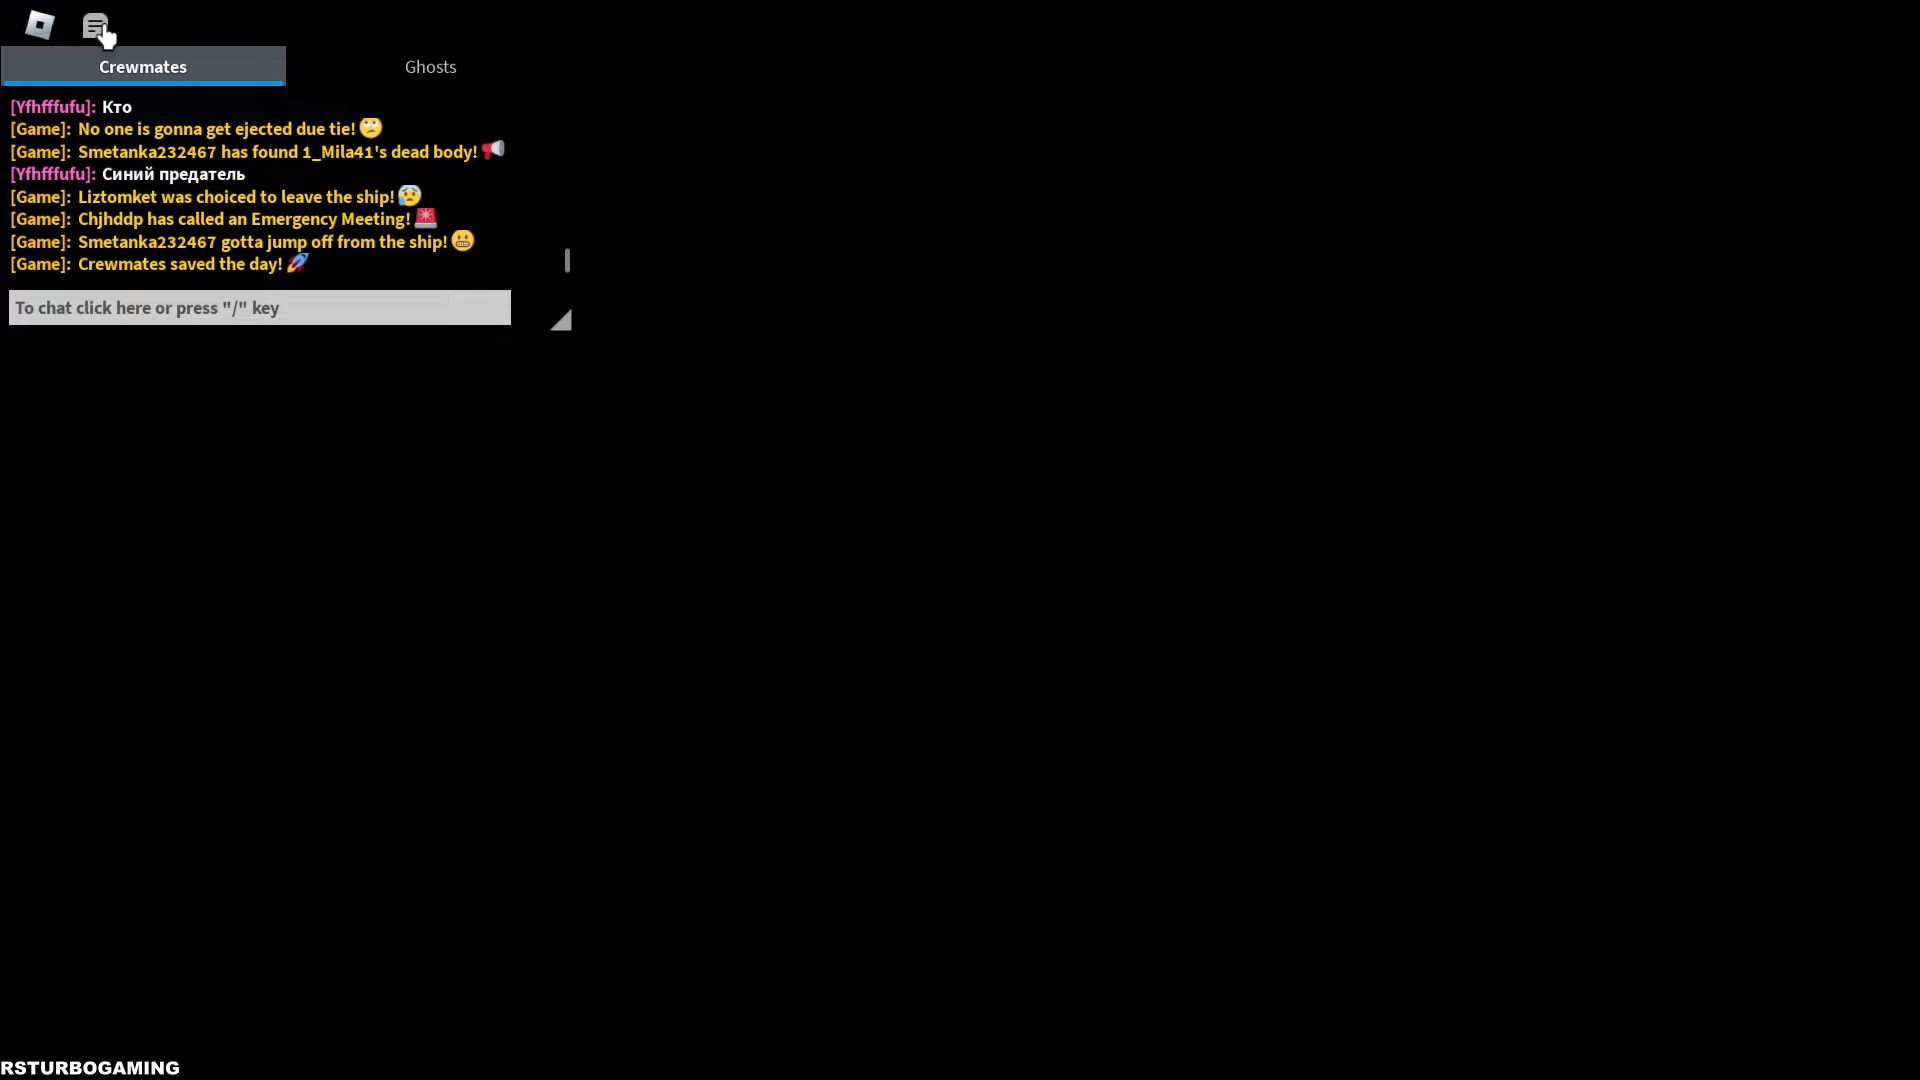 Crewmates
Ghosts
[Yfhfffufu]: Кто
[Game]: No one is gonna get ejected due tie!🙄
[Game]: Smetanka232467 has found 1_Mila41's dead body!📢
[Yfhfffufu]: Синий предатель
[Game]: Liztomket was choiced to leave the ship!😰
[Game]: Chjhddp has called an Emergency Meeting!🚨
[Game]: Smetanka232467 gotta jump off from the ship!😬
[Game]: Crewmates saved the day!🚀
To chat click here or press "/" key
RSTURBOGAMING